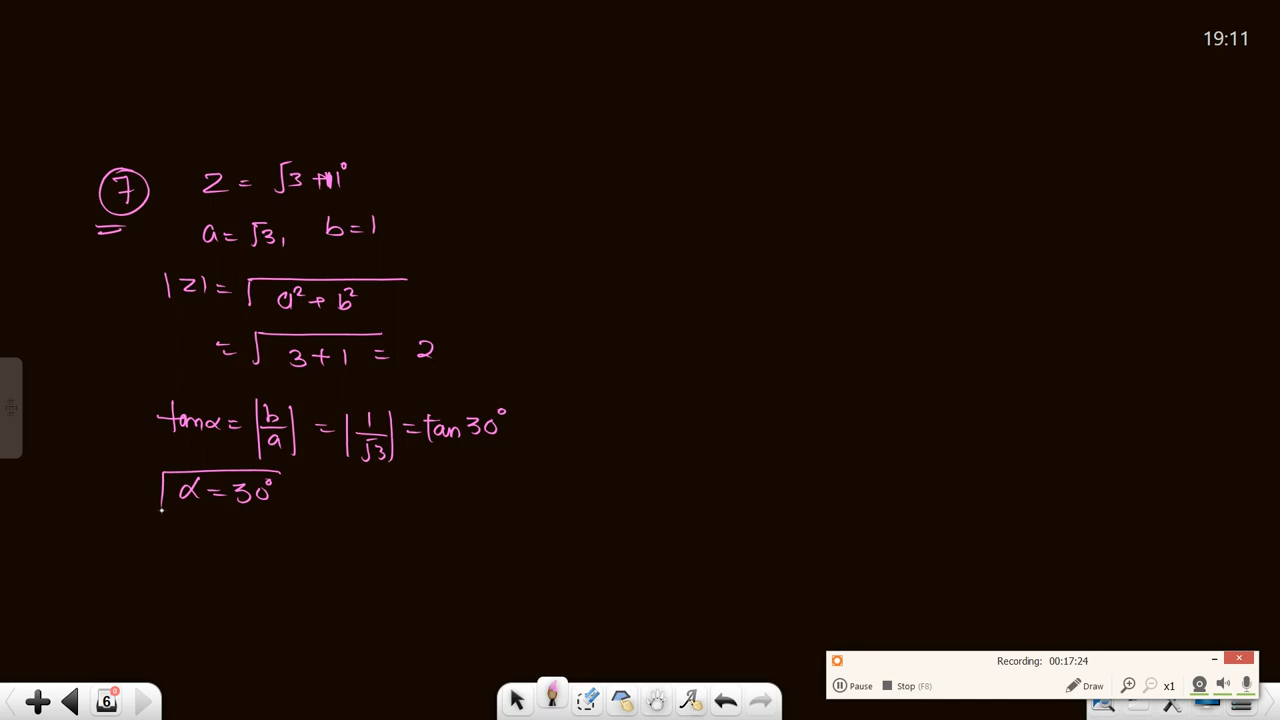 19:11
7 z = √3 + i
a = √3, b = 1
|z| = √(a² + b²)
= √(3 + 1) = 2
tanα = |b/a| = |1/√3| = tan 30°
α = 30°
Recording: 00:17:24
Pause Stop (F8) Draw x1
6 0